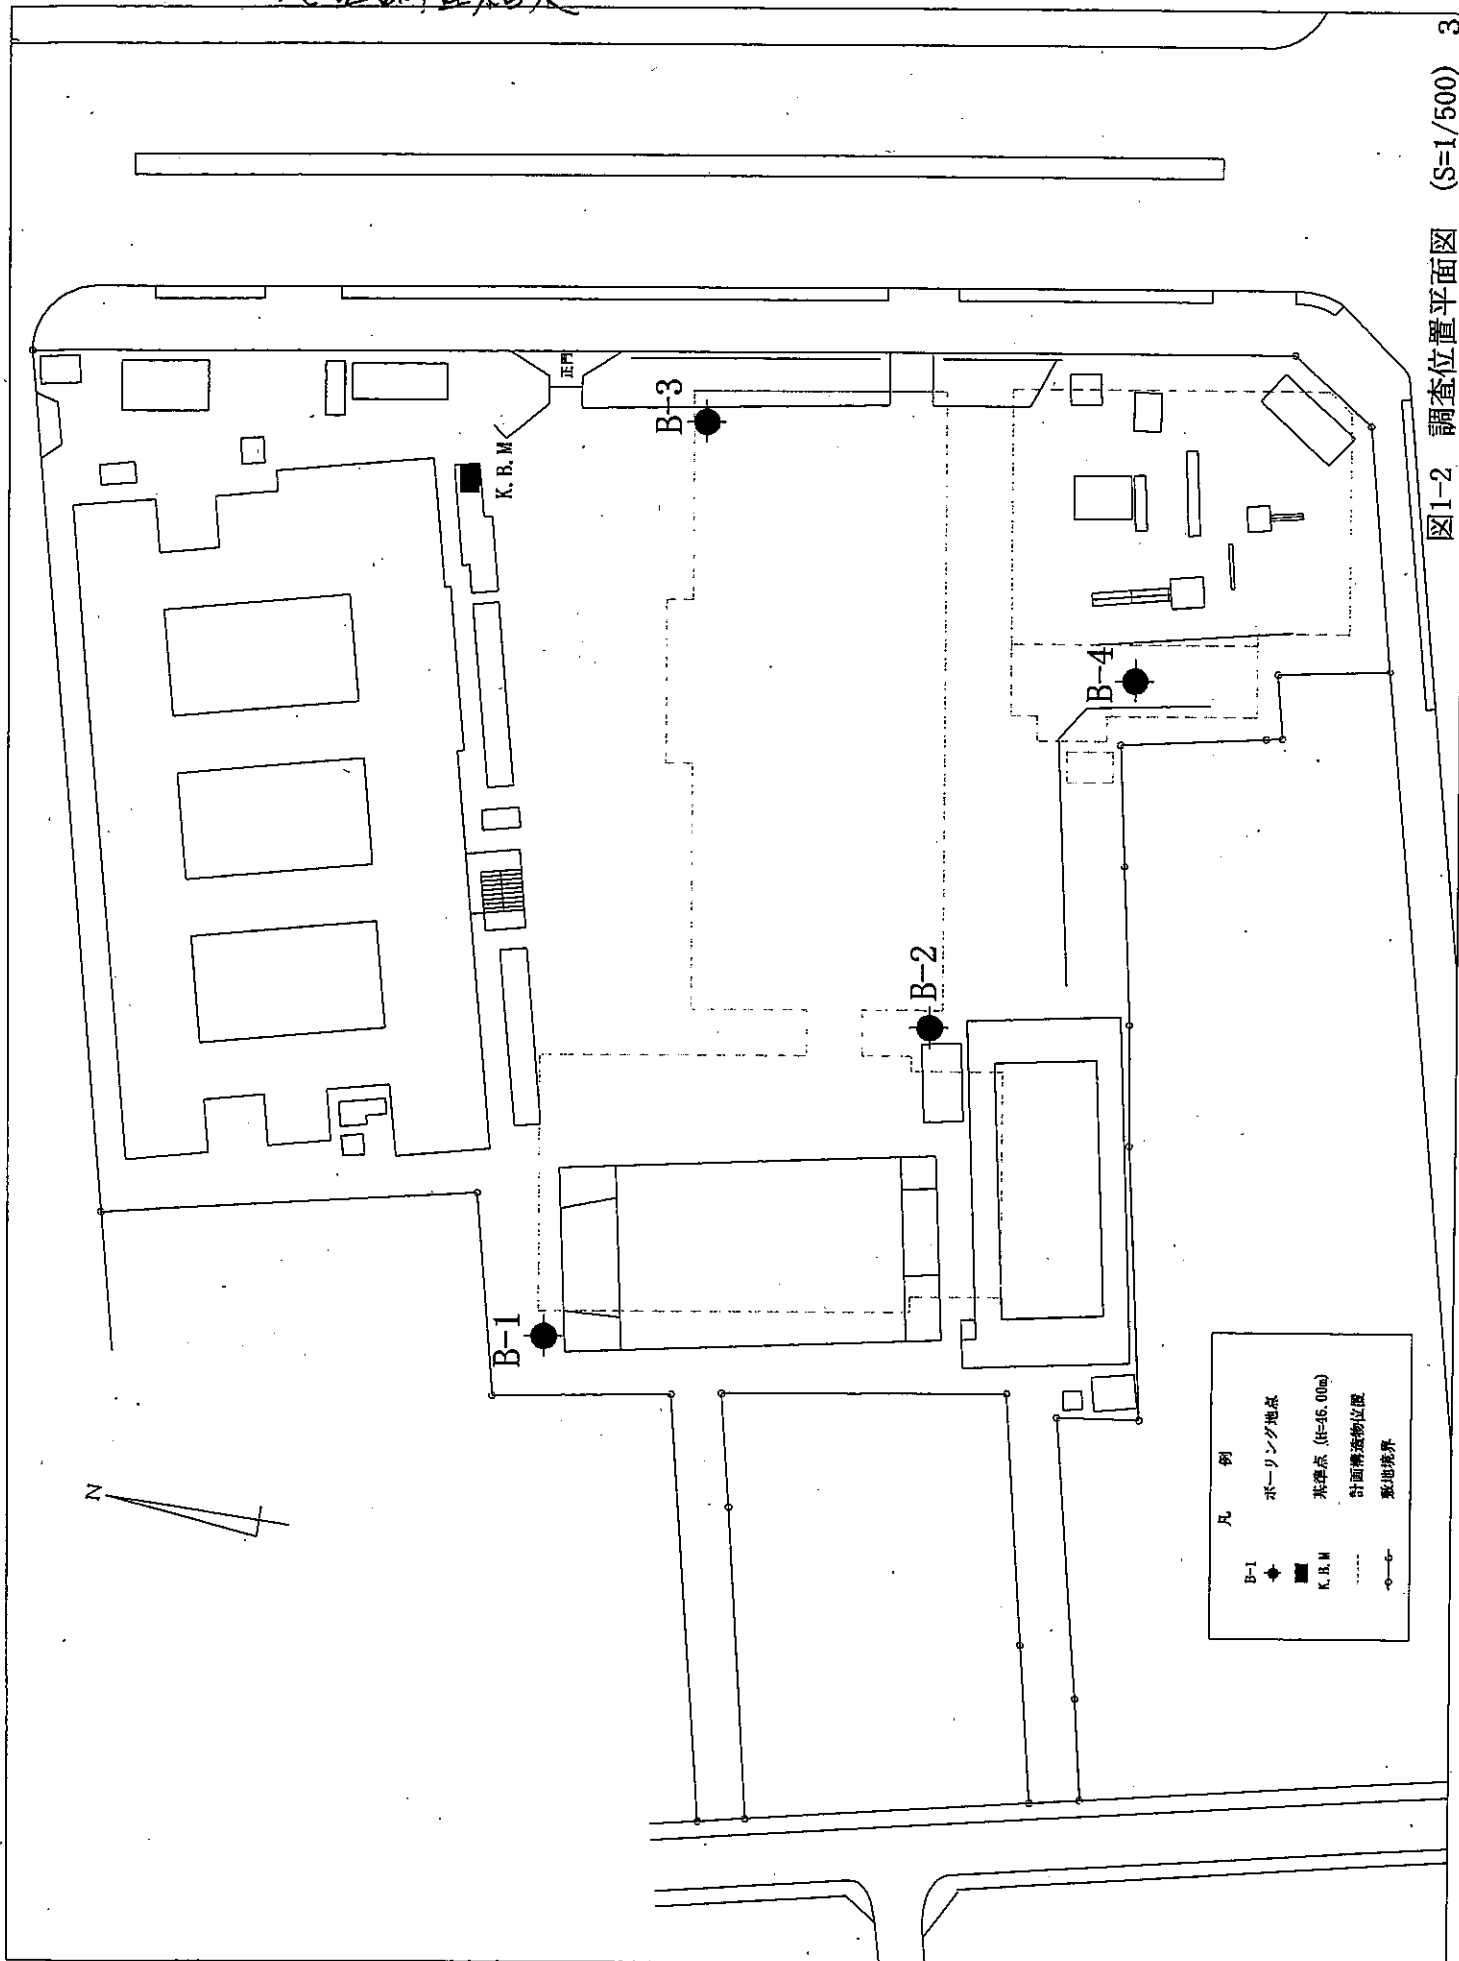 図1-2 調査位置平面図 (S=1/500) 3
N
正門
K.B.M
B-1
B-2
B-3
B-4
凡 例
B-1 ボーリング地点
K.B.M 基準点 (H=46.00m)
計画構造物位置
敷地境界